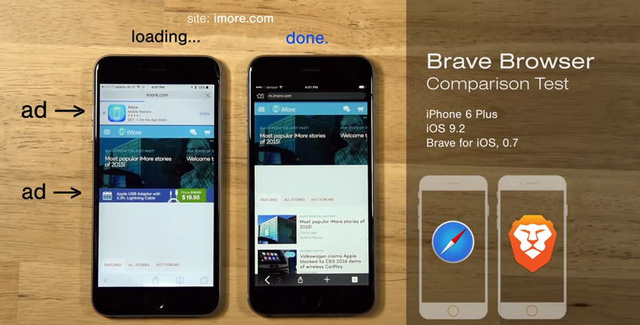 site: imore.com
loading...
done.
ad
ad
imore.com
m.imore.com
iMore
View
iMore
iMore
Most popular iMore stories
of 2015!
Most popular iMore stories
of 2015!
Apple USB Adapter with
3.3ft. Lightning Cable
$19.95
FEATURED ALL STORIES HOT FORUMS
FEATURED ALL STORIES HOT FORUMS
Most popular iMore stories of
2015!
Volkswagen claims Apple
blocked its CES 2016 demo
of wireless CarPlay
Brave Browser
Comparison Test
iPhone 6 Plus
iOS 9.2
Brave for iOS, 0.7